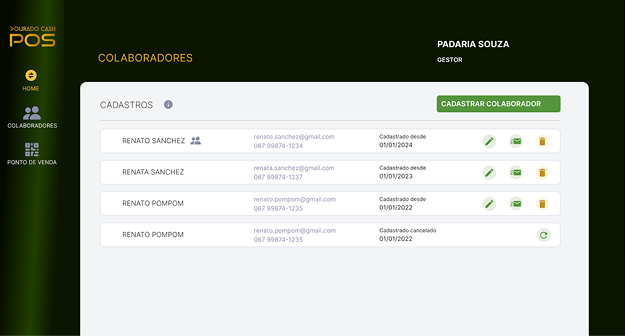 DOURADO CASH
POS
HOME
COLABORADORES
PONTO DE VENDA
PADARIA SOUZA
GESTOR
COLABORADORES
CADASTROS
CADASTRAR COLABORADOR
RENATO SANCHEZ renato.sanchez@gmail.com Cadastrado desde
067 99874-1234 01/01/2024
RENATA SANCHEZ renata.sanchez@gmail.com Cadastrado desde
067 99874-1237 01/01/2023
RENATO POMPOM renato.pompom@gmail.com Cadastrado desde
067 99874-1235 01/01/2022
RENATO POMPOM renato.pompom@gmail.com Cadastrado cancelado
067 99874-1235 01/01/2022